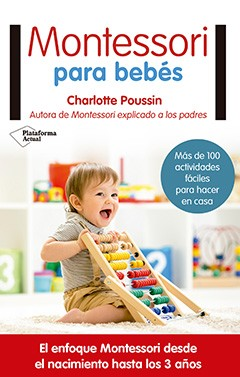 Montessori
para bebés
Charlotte Poussin
Autora de Montessori explicado a los padres
Plataforma
Actual
Más de 100
actividades
fáciles
para hacer
en casa
El enfoque Montessori desde
el nacimiento hasta los 3 años